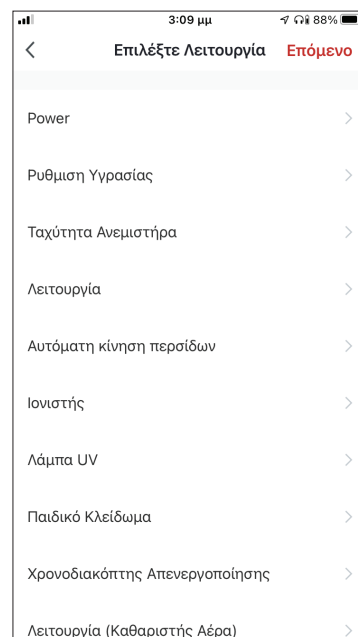 3:09 μμ 88%
Επιλέξτε Λειτουργία Επόμενο
Power
Ρυθμιση Υγρασίας
Ταχύτητα Ανεμιστήρα
Λειτουργία
Αυτόματη κίνηση περσίδων
Ιονιστής
Λάμπα UV
Παιδικό Κλείδωμα
Χρονοδιακόπτης Απενεργοποίησης
Λειτουργία (Καθαριστής Αέρα)